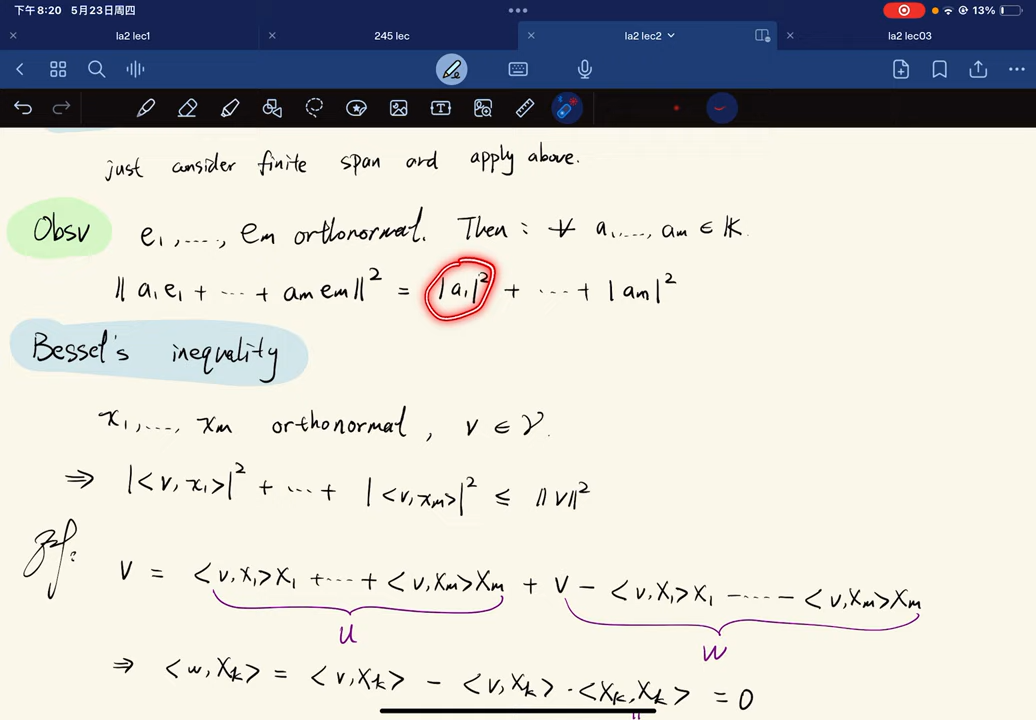 下午8:20 5月23日周四
13%
la2 lec1
245 lec
la2 lec2
la2 lec03
just consider finite span and apply above.
Obsv e₁,...., eₘ orthonormal. Then : ∀ a₁,...., aₘ ∈ 𝕂.
‖ a₁e₁ + ··· + aₘeₘ ‖² = |a₁|² + ··· + |aₘ|²
Bessel's inequality
x₁,...., xₘ orthonormal, v ∈ 𝒱.
⇒ |<v,x₁>|² + ··· + |<v,xₘ>|² ≤ ‖v‖²
Pf:
V = <v,x₁>x₁ + ···· + <v,xₘ>xₘ + v − <v,x₁>x₁ − ···· − <v,xₘ>xₘ
u
w
⇒ <w,xₖ> = <v,xₖ> − <v,xₖ> · <xₖ,xₖ> = 0